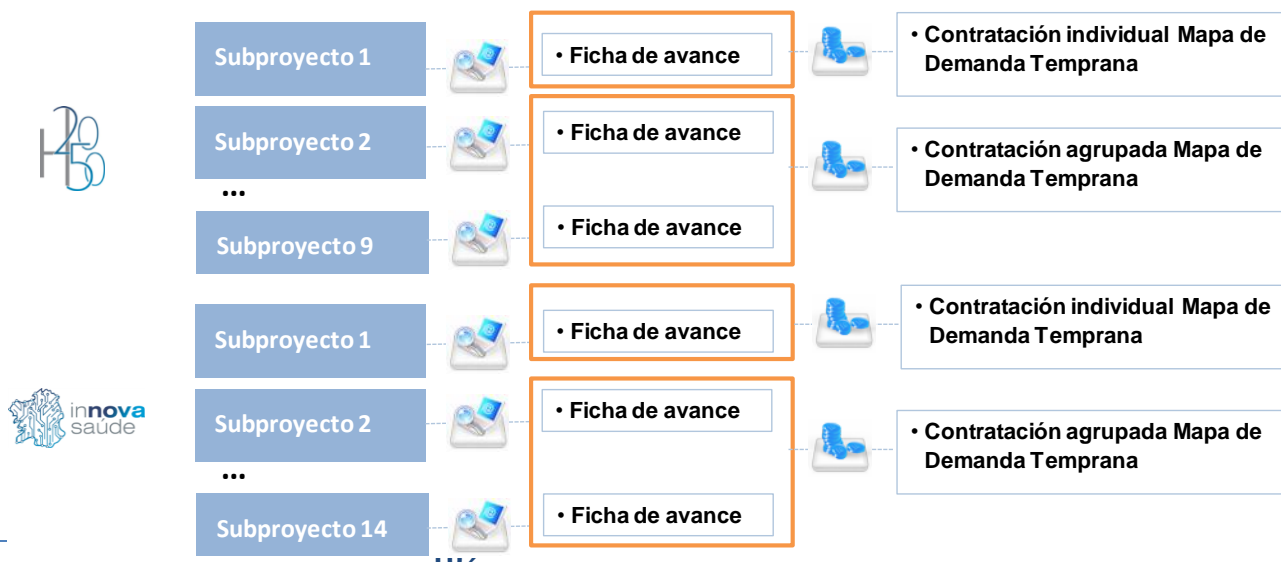 Subproyecto 1
• Ficha de avance
• Contratación individual Mapa de
Demanda Temprana
H2050
Subproyecto 2
• Ficha de avance
• Contratación agrupada Mapa de
Demanda Temprana
...
Subproyecto 9
• Ficha de avance
Subproyecto 1
• Ficha de avance
• Contratación individual Mapa de
Demanda Temprana
innova
saúde
Subproyecto 2
• Ficha de avance
• Contratación agrupada Mapa de
Demanda Temprana
...
Subproyecto 14
• Ficha de avance